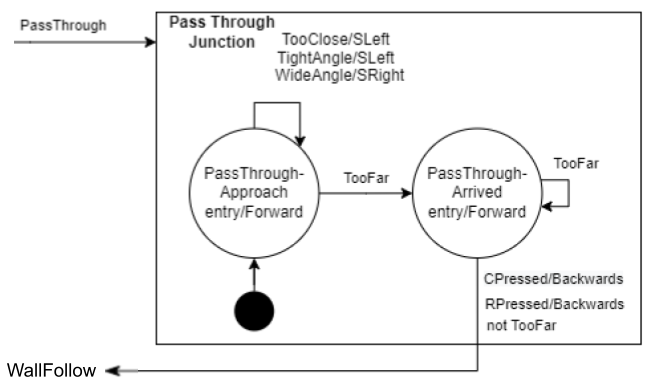 PassThrough
Pass Through
Junction
TooClose/SLeft
TightAngle/SLeft
WideAngle/SRight
PassThrough-
Approach
entry/Forward
TooFar
PassThrough-
Arrived
entry/Forward
TooFar
CPressed/Backwards
RPressed/Backwards
not TooFar
WallFollow